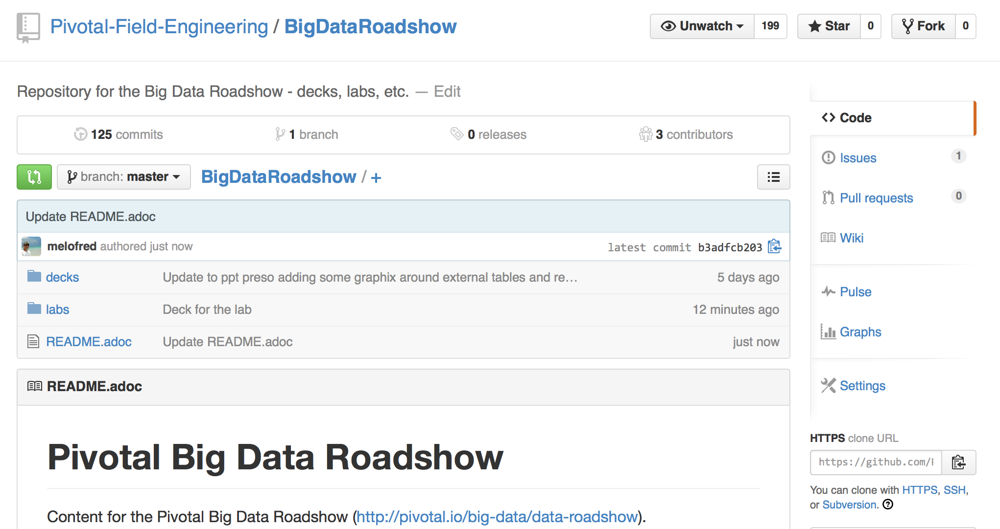 Pivotal-Field-Engineering / BigDataRoadshow
Unwatch 199 Star 0 Fork 0
Repository for the Big Data Roadshow - decks, labs, etc. — Edit
125 commits 1 branch 0 releases 3 contributors
branch: master BigDataRoadshow / +
Update README.adoc
melofred authored just now latest commit b3adfcb203
decks Update to ppt preso adding some graphix around external tables and re… 5 days ago
labs Deck for the lab 12 minutes ago
README.adoc Update README.adoc just now
README.adoc
Pivotal Big Data Roadshow
Content for the Pivotal Big Data Roadshow (http://pivotal.io/big-data/data-roadshow).
Code
Issues 1
Pull requests 0
Wiki
Pulse
Graphs
Settings
HTTPS clone URL
https://github.com/
You can clone with HTTPS, SSH,
or Subversion.